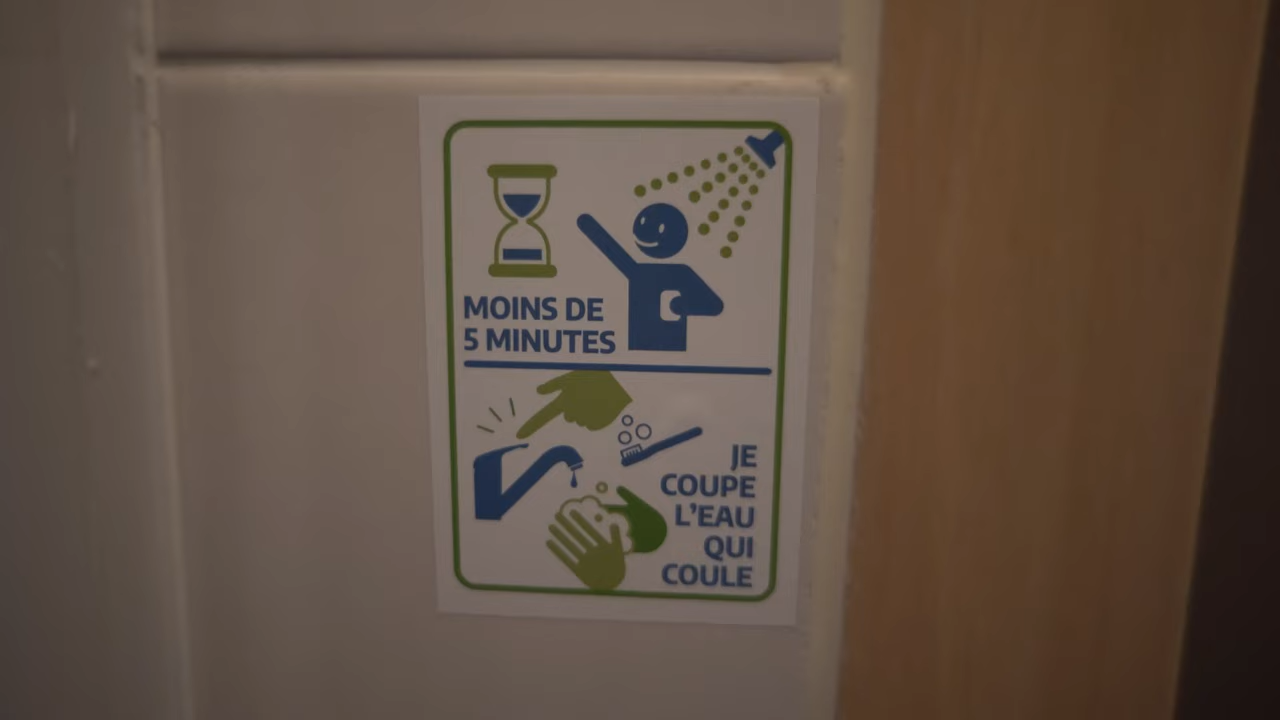 MOINS DE
5 MINUTES
JE
COUPE
L'EAU
QUI
COULE